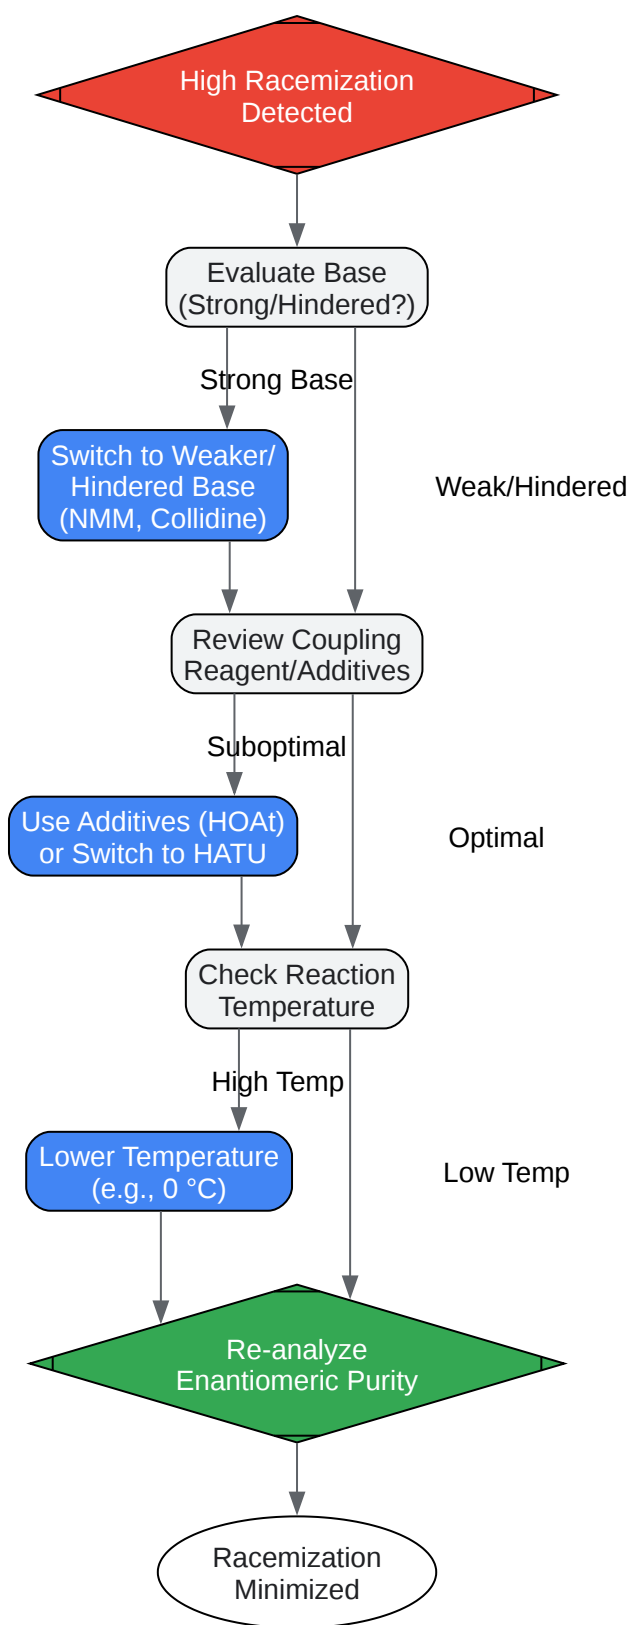 High Racemization
Detected
Evaluate Base
(Strong/Hindered?)
Strong Base
Switch to Weaker/
Hindered Base
(NMM, Collidine)
Weak/Hindered
Review Coupling
Reagent/Additives
Suboptimal
Use Additives (HOAt)
or Switch to HATU
Optimal
Check Reaction
Temperature
High Temp
Lower Temperature
(e.g., 0 °C)
Low Temp
Re-analyze
Enantiomeric Purity
Racemization
Minimized